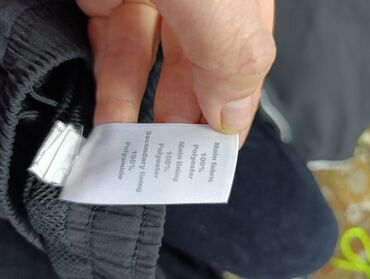 Main fabric
100%
Polyester
Main lining
100%
Polyester
Secondary lining
100%
Polyamide